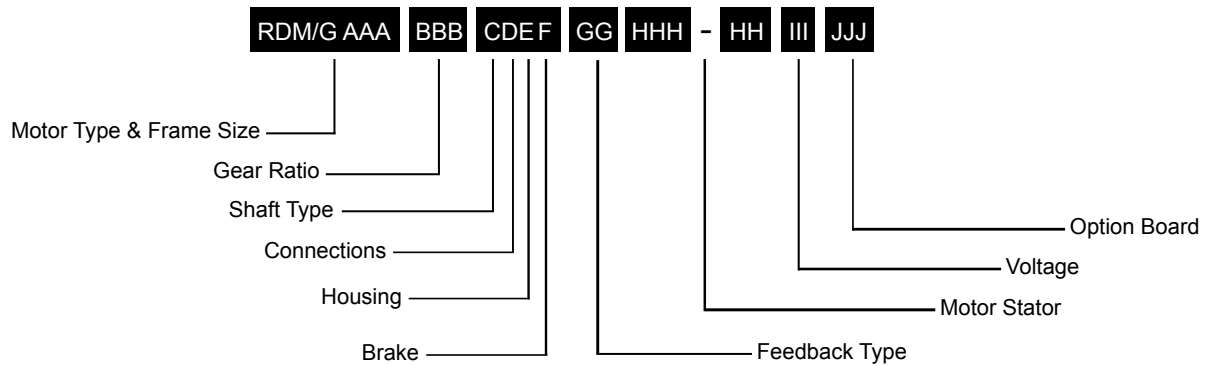 RDM/G AAA BBB CDE F GG HHH - HH III JJJ
Motor Type & Frame Size
Gear Ratio
Shaft Type
Option Board
Connections
Voltage
Housing
Motor Stator
Brake
Feedback Type